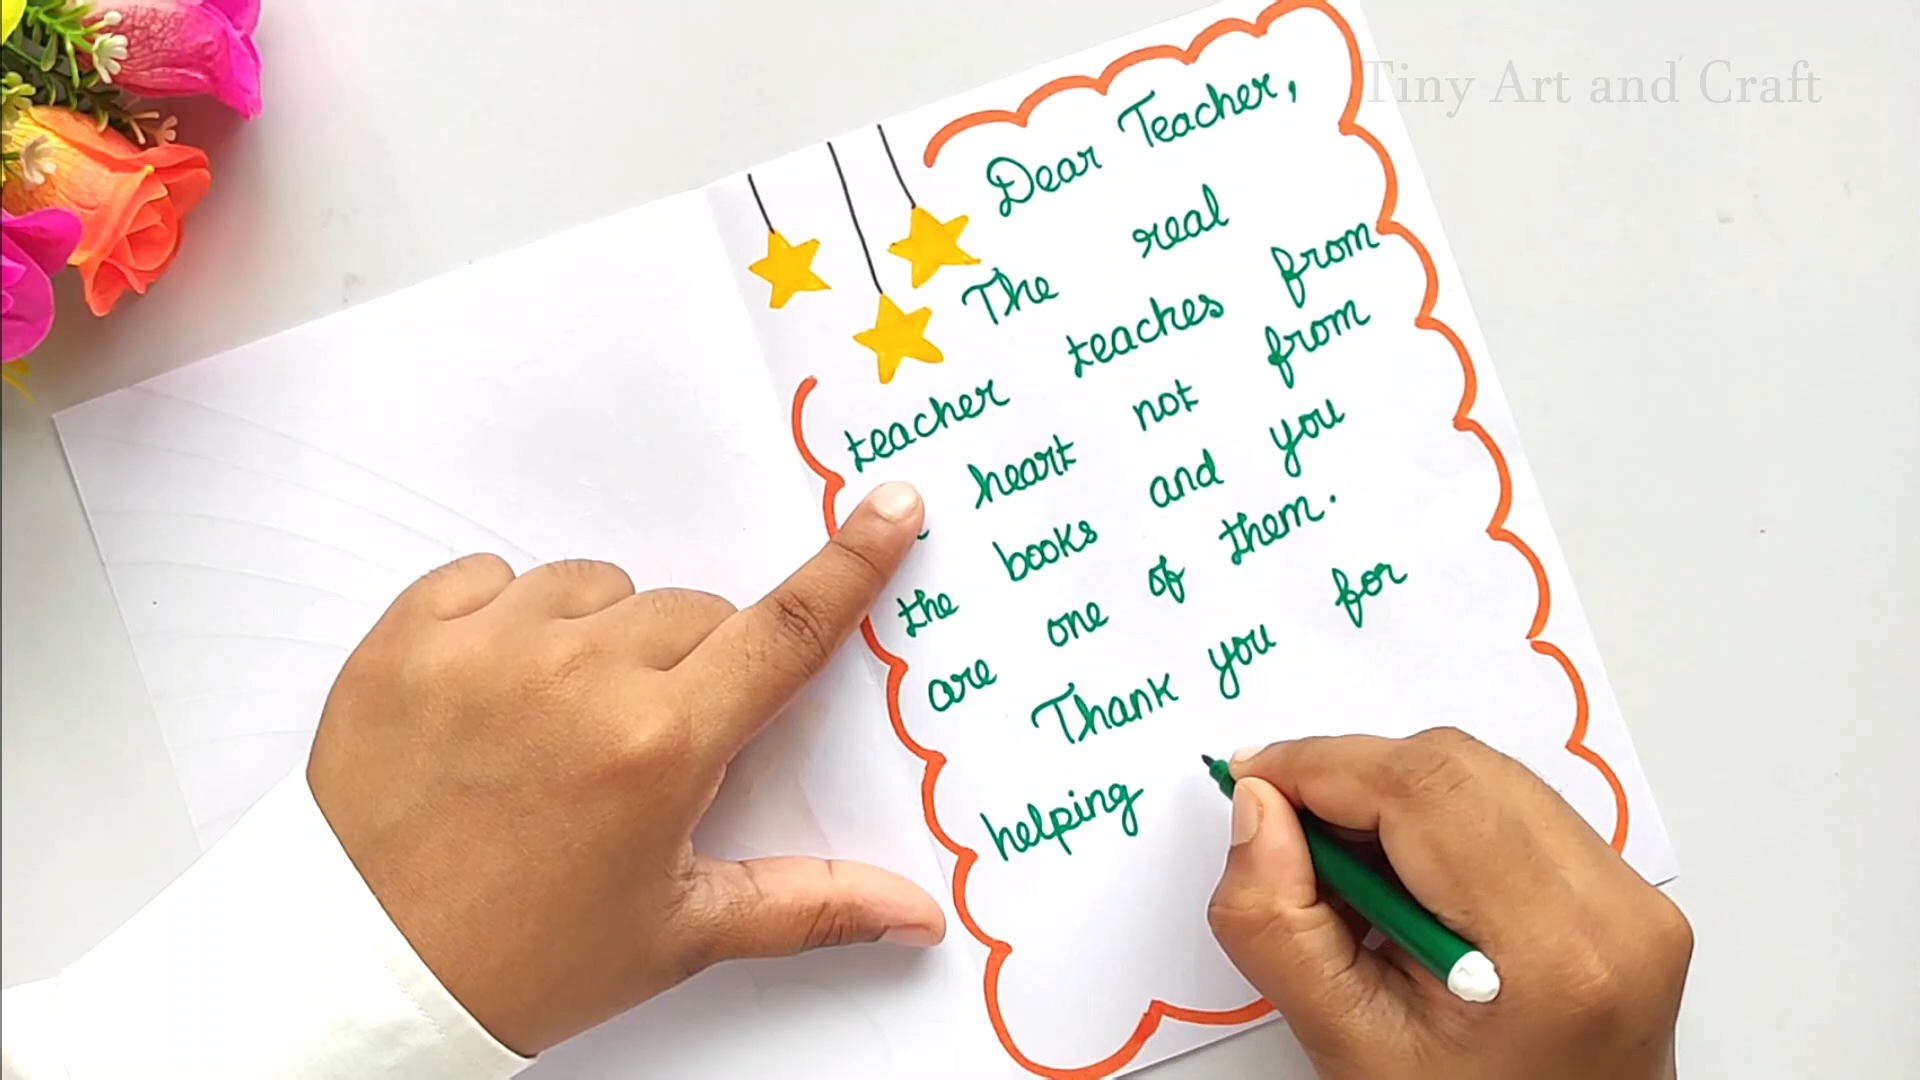 Tiny Art and Craft
Dear Teacher,
The real
teacher teaches from
heart not from
the books and you
are one of them.
Thank you for
helping